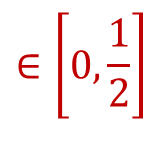 ∈ [0, 1/2]